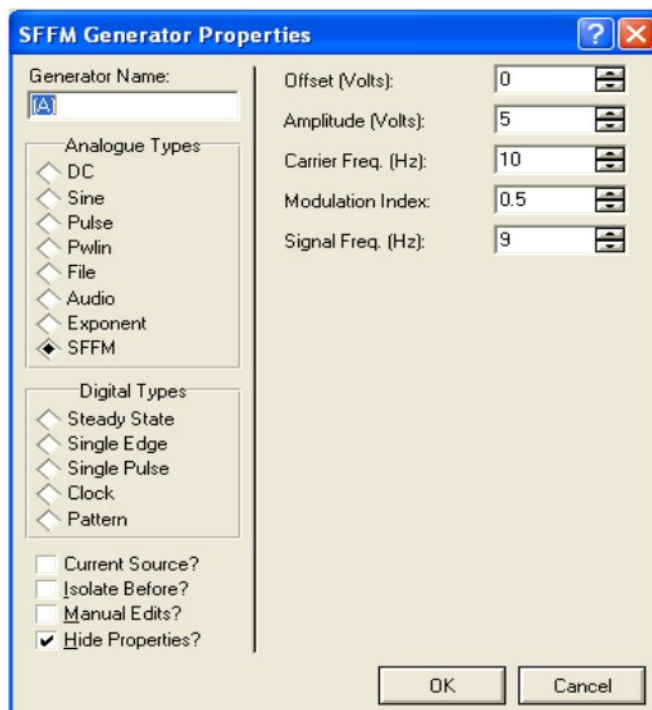 SFFM Generator Properties
Generator Name:
(A)
Analogue Types
DC
Sine
Pulse
Pwlin
File
Audio
Exponent
SFFM
Digital Types
Steady State
Single Edge
Single Pulse
Clock
Pattern
Current Source?
Isolate Before?
Manual Edits?
Hide Properties?
Offset (Volts): 0
Amplitude (Volts): 5
Carrier Freq. (Hz): 10
Modulation Index: 0.5
Signal Freq. (Hz): 9
OK Cancel